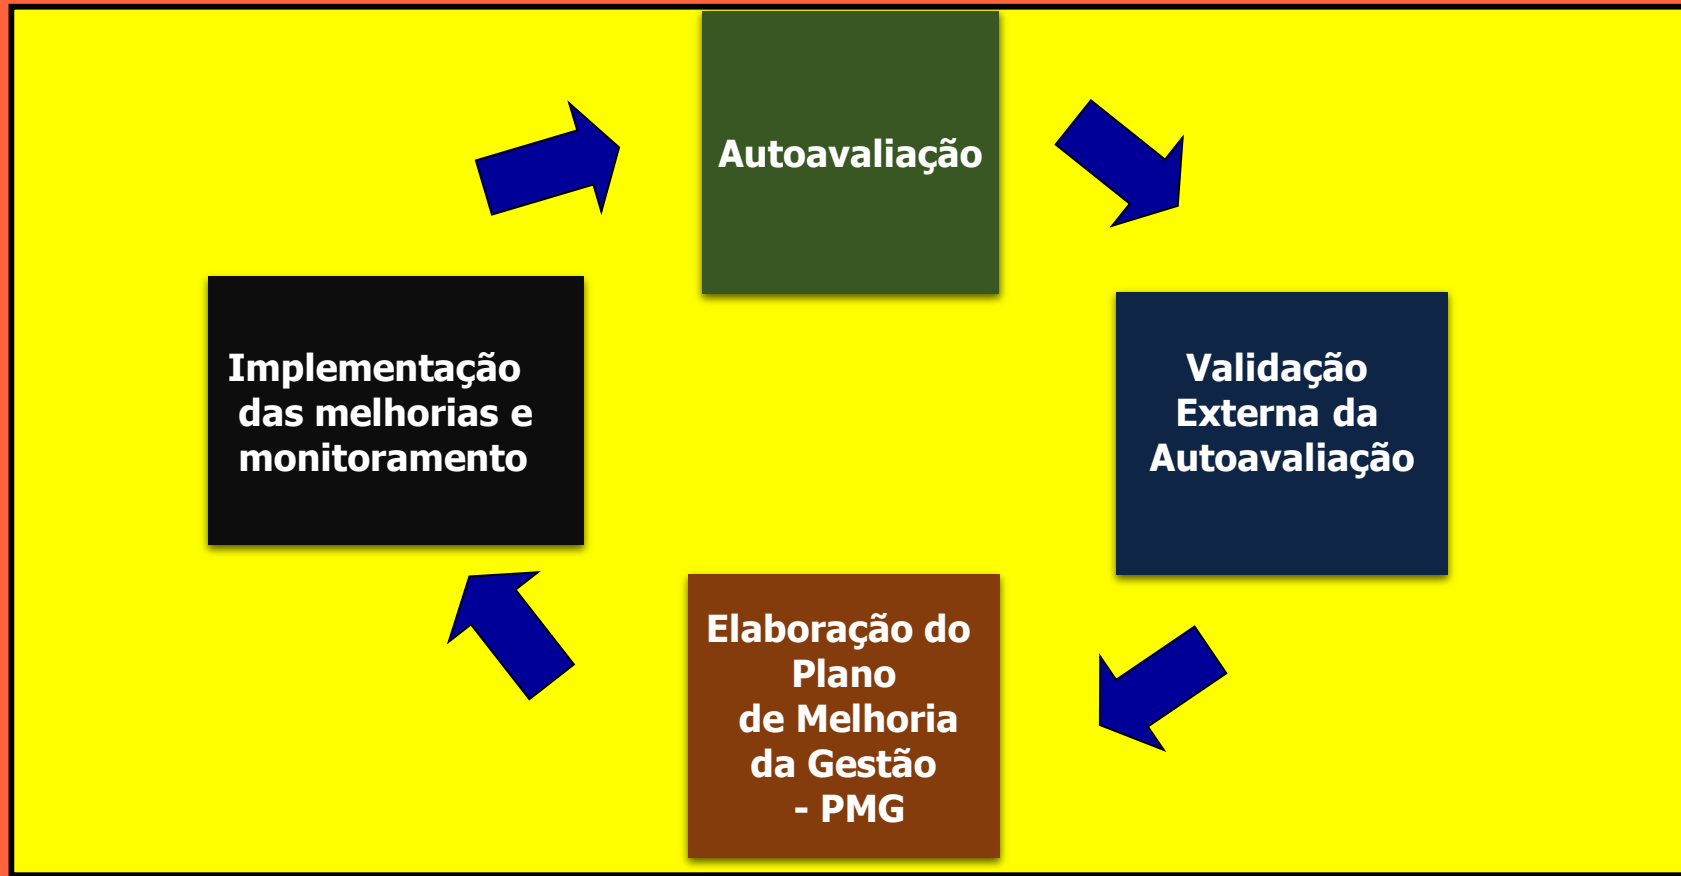 Autoavaliação
Implementação
das melhorias e
monitoramento
Validação
Externa da
Autoavaliação
Elaboração do
Plano
de Melhoria
da Gestão
- PMG